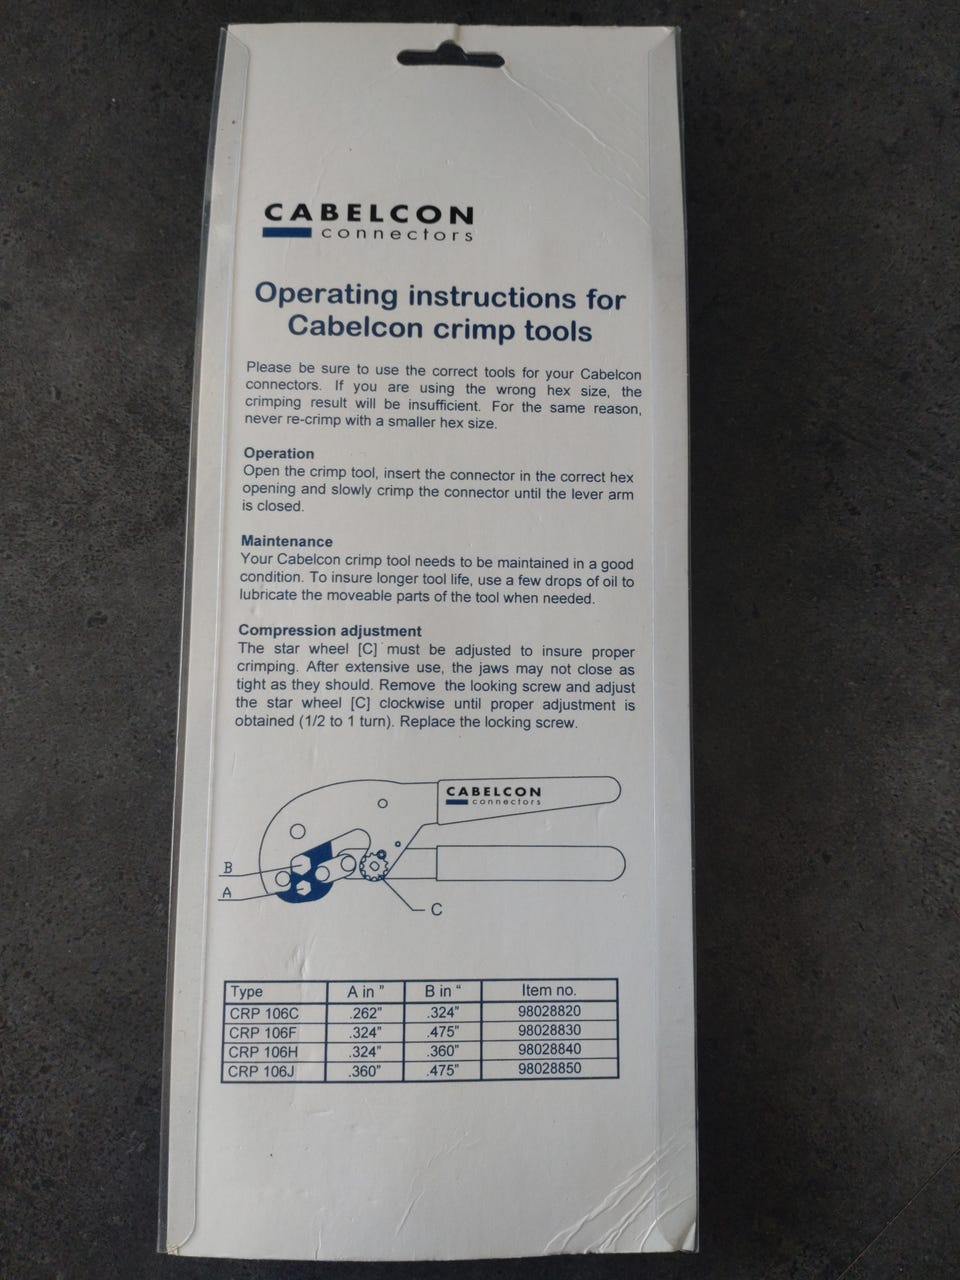 CABELCON
connectors
Operating instructions for
Cabelcon crimp tools
Please be sure to use the correct tools for your Cabelcon
connectors. If you are using the wrong hex size, the
crimping result will be insufficient. For the same reason,
never re-crimp with a smaller hex size.
Operation
Open the crimp tool, insert the connector in the correct hex
opening and slowly crimp the connector until the lever arm
is closed.
Maintenance
Your Cabelcon crimp tool needs to be maintained in a good
condition. To insure longer tool life, use a few drops of oil to
lubricate the moveable parts of the tool when needed.
Compression adjustment
The star wheel [C] must be adjusted to insure proper
crimping. After extensive use, the jaws may not close as
tight as they should. Remove the looking screw and adjust
the star wheel [C] clockwise until proper adjustment is
obtained (1/2 to 1 turn). Replace the locking screw.
CABELCON
connectors
B
A
C
Type A in ” B in “ Item no.
CRP 106C .262” .324” 98028820
CRP 106F .324” .475” 98028830
CRP 106H .324” .360” 98028840
CRP 106J .360” .475” 98028850